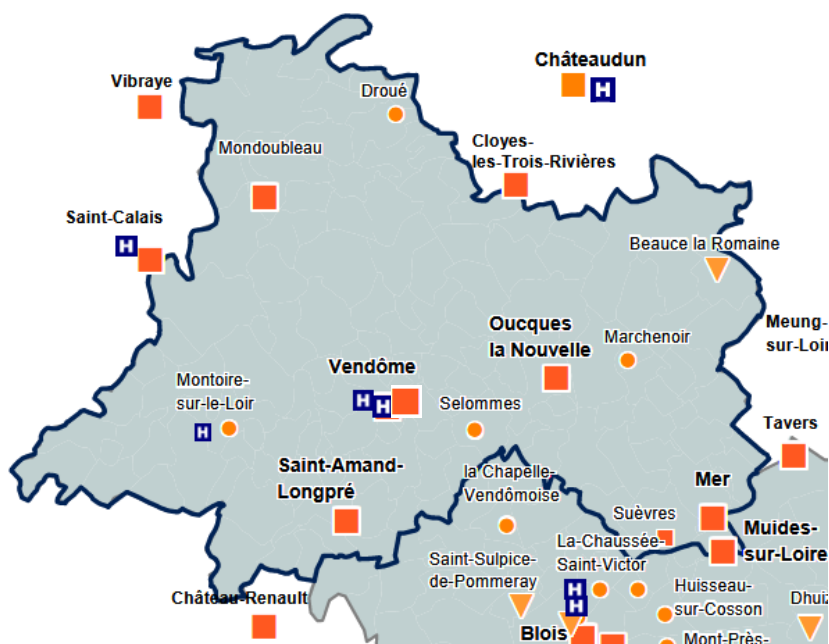 Châteaudun
H
Vibraye
Droué
Cloyes-
les-Trois-Rivières
Mondoubleau
Saint-Calais
H
Beauce la Romaine
Oucques
la Nouvelle
Marchenoir
Meung-
sur-Loir
Vendôme
H
H
Montoire-
sur-le-Loir
H
Selommes
Tavers
Saint-Amand-
Longpré
la Chapelle-
Vendômoise
Mer
Suèvres
Muides-
sur-Loire
La-Chaussée-
Saint-Victor
Saint-Sulpice-
de-Pommeray
H
H
Huisseau-
sur-Cosson
Dhuiz
Château-Renault
Blois
Mont-Près-